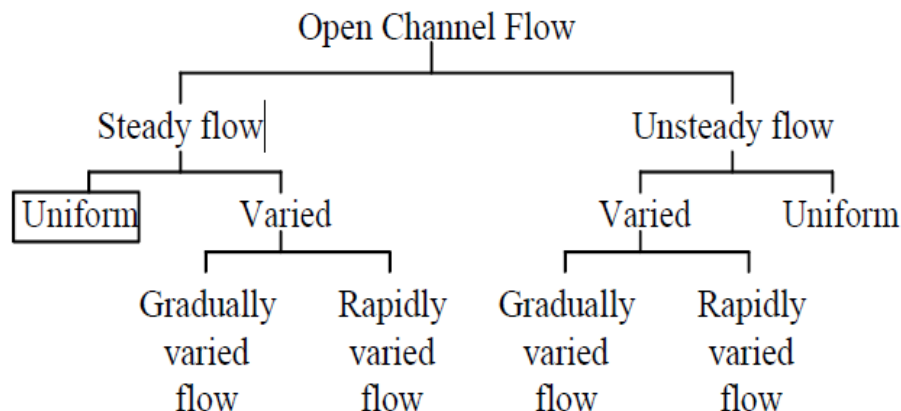 Open Channel Flow
Steady flow
Unsteady flow
Uniform
Varied
Varied
Uniform
Gradually
varied
flow
Rapidly
varied
flow
Gradually
varied
flow
Rapidly
varied
flow